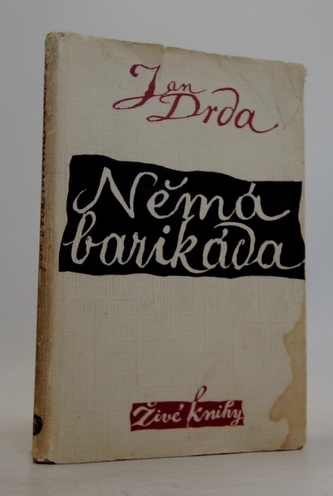 Jan
Drda
Němá
barikáda
Živé knihy